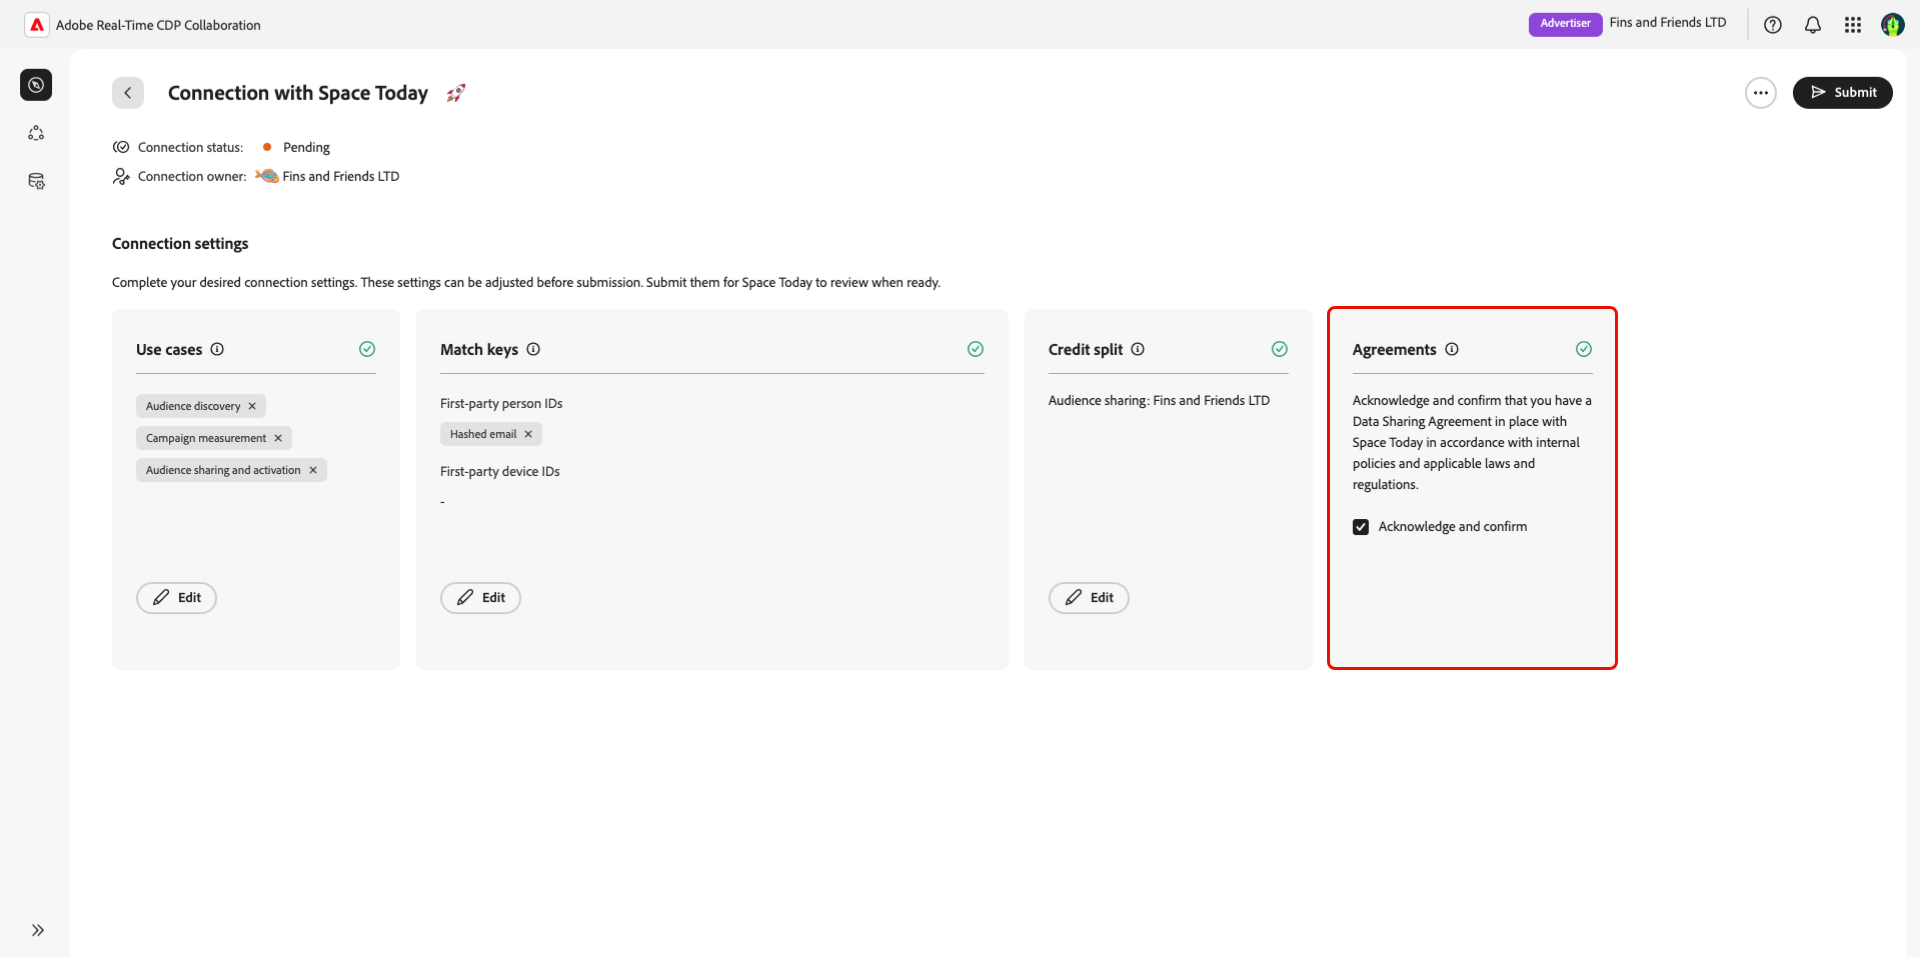 Adobe Real-Time CDP Collaboration
Advertiser
Fins and Friends LTD
Connection with Space Today
Submit
Connection status:
Pending
Connection owner:
Fins and Friends LTD
Connection settings
Complete your desired connection settings. These settings can be adjusted before submission. Submit them for Space Today to review when ready.
Use cases
Audience discovery
Campaign measurement
Audience sharing and activation
Edit
Match keys
First-party person IDs
Hashed email
First-party device IDs
-
Edit
Credit split
Audience sharing: Fins and Friends LTD
Edit
Agreements
Acknowledge and confirm that you have a
Data Sharing Agreement in place with
Space Today in accordance with internal
policies and applicable laws and
regulations.
Acknowledge and confirm